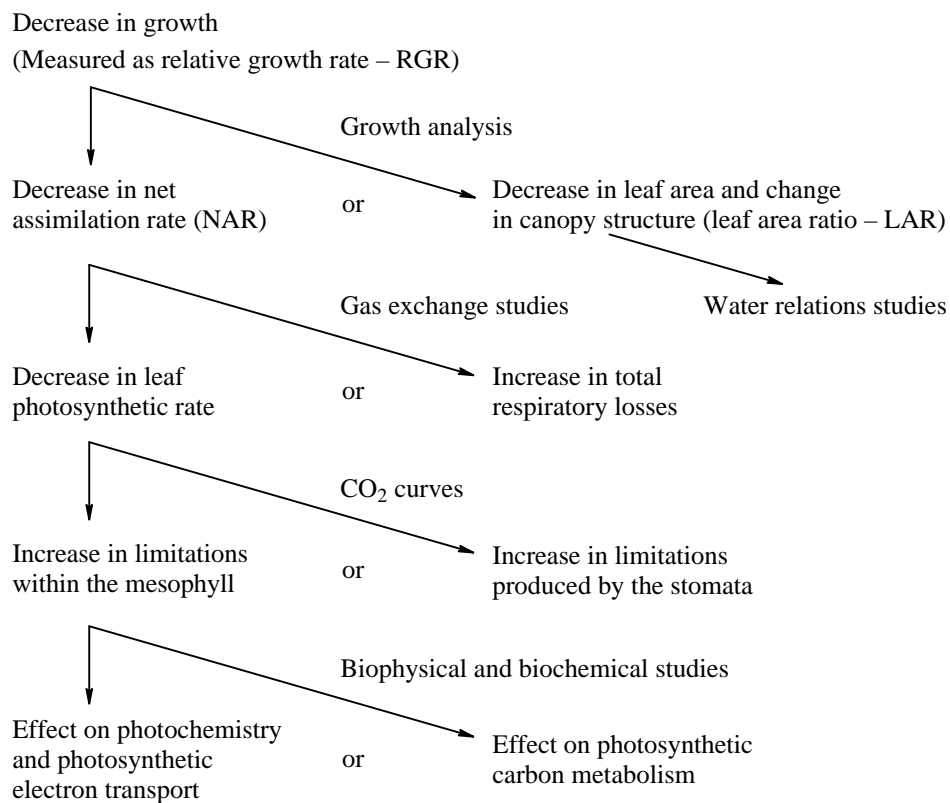 Decrease in growth
(Measured as relative growth rate – RGR)
Growth analysis
Decrease in net
assimilation rate (NAR)
or
Decrease in leaf area and change
in canopy structure (leaf area ratio – LAR)
Gas exchange studies
Water relations studies
Decrease in leaf
photosynthetic rate
or
Increase in total
respiratory losses
CO₂ curves
Increase in limitations
within the mesophyll
or
Increase in limitations
produced by the stomata
Biophysical and biochemical studies
Effect on photochemistry
and photosynthetic
electron transport
or
Effect on photosynthetic
carbon metabolism